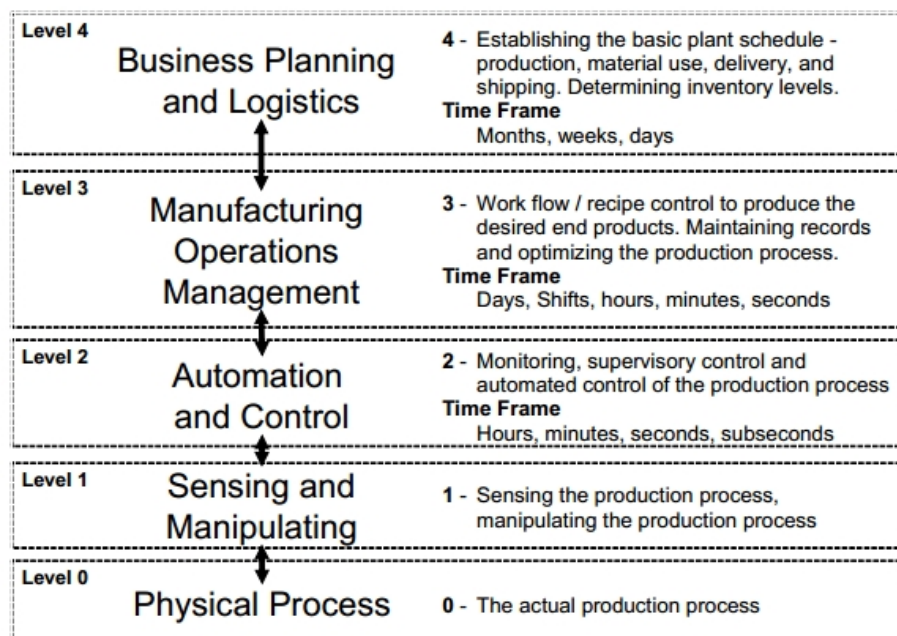 Level 4
Business Planning
and Logistics
4 - Establishing the basic plant schedule -
production, material use, delivery, and
shipping. Determining inventory levels.
Time Frame
Months, weeks, days
Level 3
Manufacturing
Operations
Management
3 - Work flow / recipe control to produce the
desired end products. Maintaining records
and optimizing the production process.
Time Frame
Days, Shifts, hours, minutes, seconds
Level 2
Automation
and Control
2 - Monitoring, supervisory control and
automated control of the production process
Time Frame
Hours, minutes, seconds, subseconds
Level 1
Sensing and
Manipulating
1 - Sensing the production process,
manipulating the production process
Level 0
Physical Process
0 - The actual production process